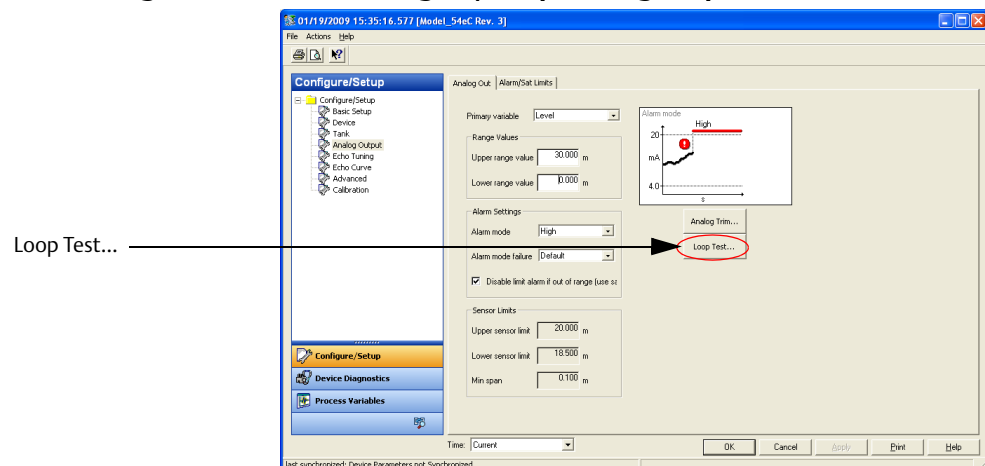 01/19/2009 15:35:16.577 [Model_54eC Rev. 3]
File Actions Help
Configure/Setup
Configure/Setup
Basic Setup
Device
Tank
Analog Output
Echo Tuning
Echo Curve
Advanced
Calibration
Configure/Setup
Device Diagnostics
Process Variables
Analog Out
Alarm/Sat Limits
Primary variable Level
Range Values
Upper range value 30.000 m
Lower range value 0.000 m
Alarm Settings
Alarm mode High
Alarm mode failure Default
Disable limit alarm if out of range (use sa
Sensor Limits
Upper sensor limit 20.000 m
Lower sensor limit 18.500 m
Min span 0.100 m
Alarm mode
High
20
mA
4.0
s
Analog Trim...
Loop Test...
Loop Test...
Time: Current
OK Cancel Apply Print Help
last synchronized: Device Parameters not Synchronized